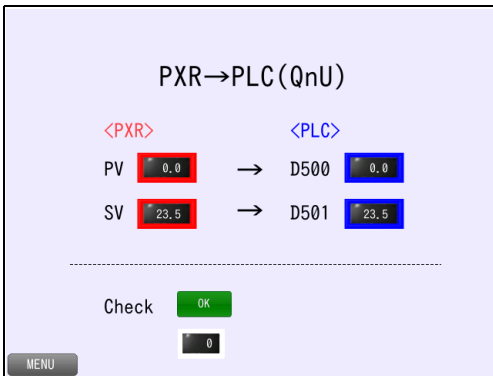 PXR→PLC(QnU)
<PXR> <PLC>
PV 0.0 → D500 0.0
SV 23.5 → D501 23.5
Check OK
0
MENU